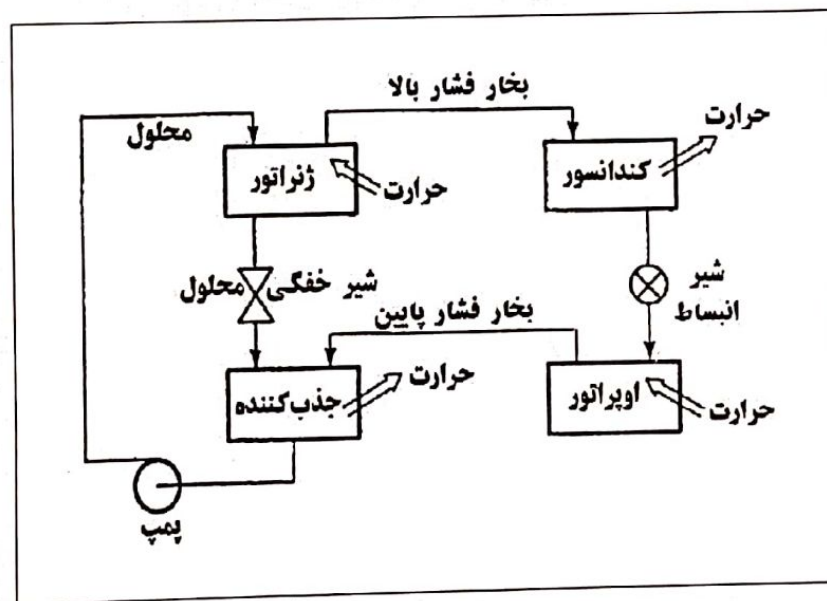 بخار فشار بالا
محلول
حرارت
ژنراتور
حرارت
کندانسور
شیر خفگی
محلول
شیر
انبساط
بخار فشار پایین
حرارت
جذب‌کننده
اوپراتور
حرارت
پمپ